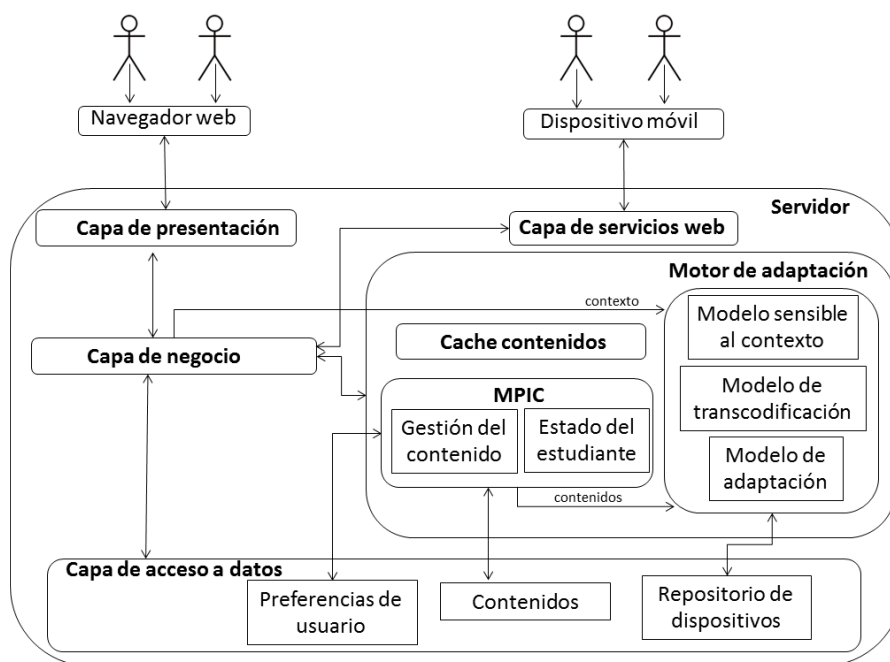 Navegador web
Dispositivo móvil
Servidor
Capa de presentación
Capa de servicios web
Motor de adaptación
contexto
Modelo sensible
al contexto
Capa de negocio
Cache contenidos
Modelo de
transcodificación
MPIC
Gestión del
contenido
Estado del
estudiante
Modelo de
adaptación
contenidos
Capa de acceso a datos
Preferencias de
usuario
Contenidos
Repositorio de
dispositivos